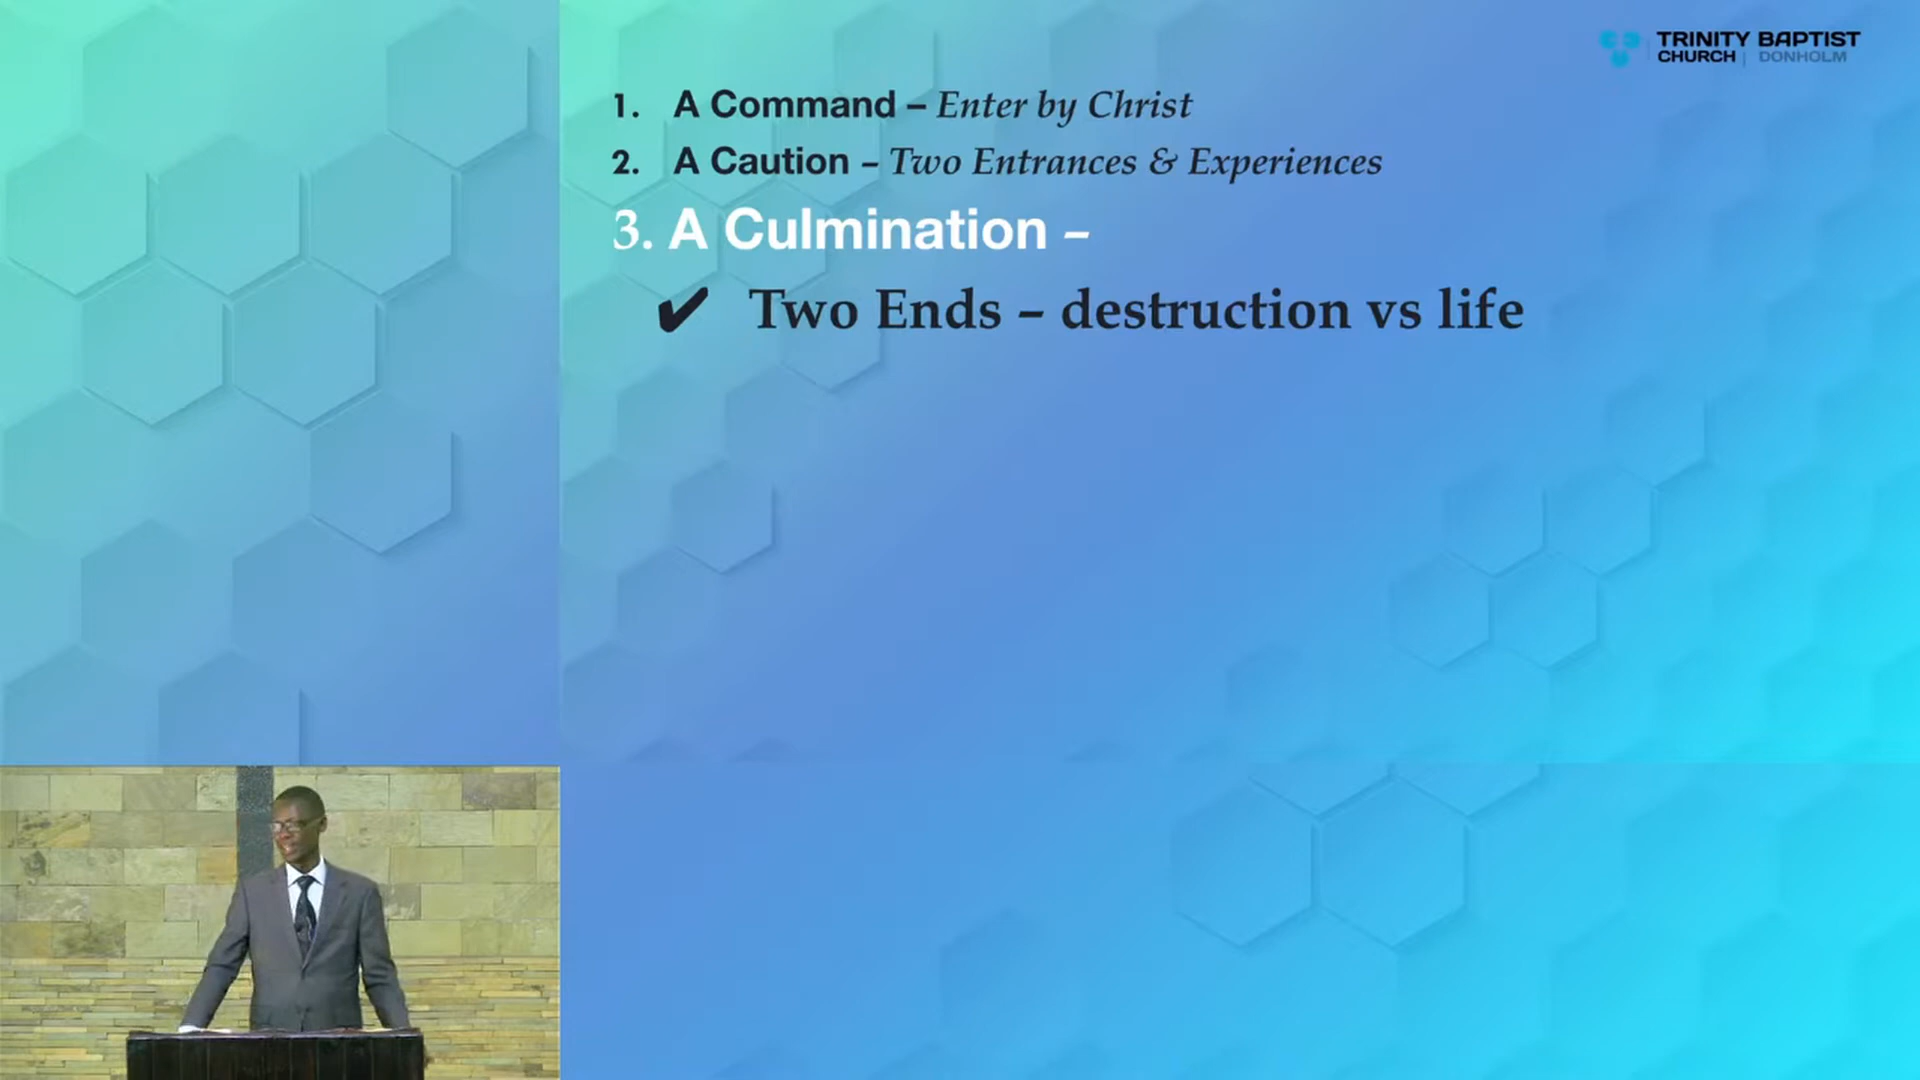 TRINITY BAPTIST
CHURCH | DONHOLM
1. A Command – Enter by Christ
2. A Caution – Two Entrances & Experiences
3. A Culmination –
✔ Two Ends – destruction vs life